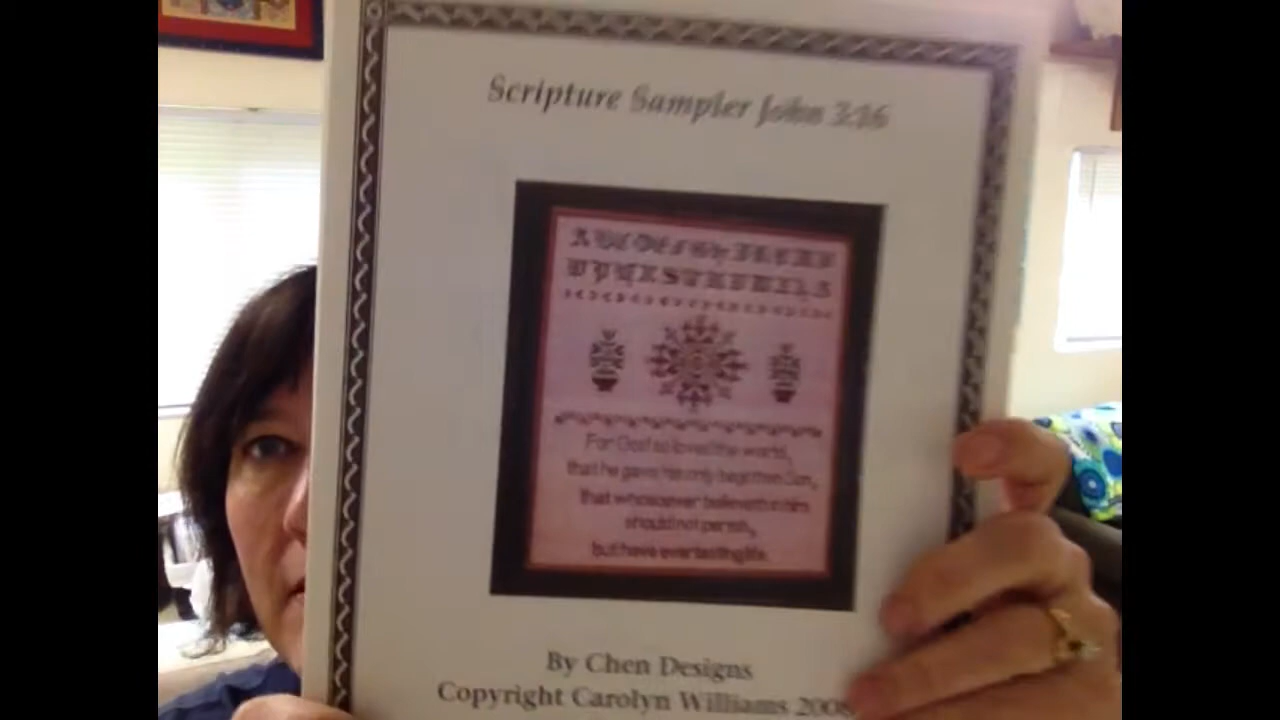 Scripture Sampler John 3:16
For God so loved the world,
that he gave his only begotten Son,
that whosoever believeth in him
should not perish,
but have everlasting life.
By Chen Designs
Copyright Carolyn Williams